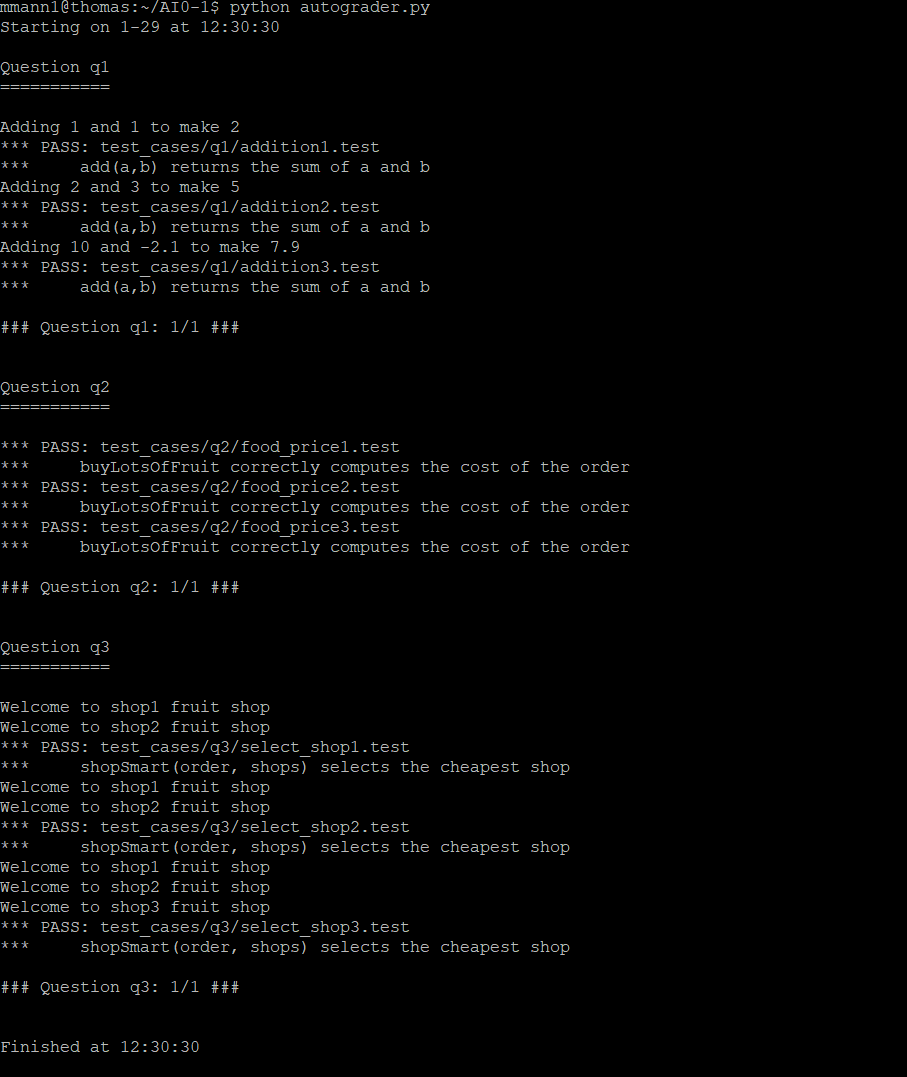 mmann1@thomas:~/AI0-1$ python autograder.py
Starting on 1-29 at 12:30:30
Question q1
===========
Adding 1 and 1 to make 2
*** PASS: test_cases/q1/addition1.test
***     add(a,b) returns the sum of a and b
Adding 2 and 3 to make 5
*** PASS: test_cases/q1/addition2.test
***     add(a,b) returns the sum of a and b
Adding 10 and -2.1 to make 7.9
*** PASS: test_cases/q1/addition3.test
***     add(a,b) returns the sum of a and b
### Question q1: 1/1 ###
Question q2
===========
*** PASS: test_cases/q2/food_price1.test
***     buyLotsOfFruit correctly computes the cost of the order
*** PASS: test_cases/q2/food_price2.test
***     buyLotsOfFruit correctly computes the cost of the order
*** PASS: test_cases/q2/food_price3.test
***     buyLotsOfFruit correctly computes the cost of the order
### Question q2: 1/1 ###
Question q3
===========
Welcome to shop1 fruit shop
Welcome to shop2 fruit shop
*** PASS: test_cases/q3/select_shop1.test
***     shopSmart(order, shops) selects the cheapest shop
Welcome to shop1 fruit shop
Welcome to shop2 fruit shop
*** PASS: test_cases/q3/select_shop2.test
***     shopSmart(order, shops) selects the cheapest shop
Welcome to shop1 fruit shop
Welcome to shop2 fruit shop
Welcome to shop3 fruit shop
*** PASS: test_cases/q3/select_shop3.test
***     shopSmart(order, shops) selects the cheapest shop
### Question q3: 1/1 ###
Finished at 12:30:30